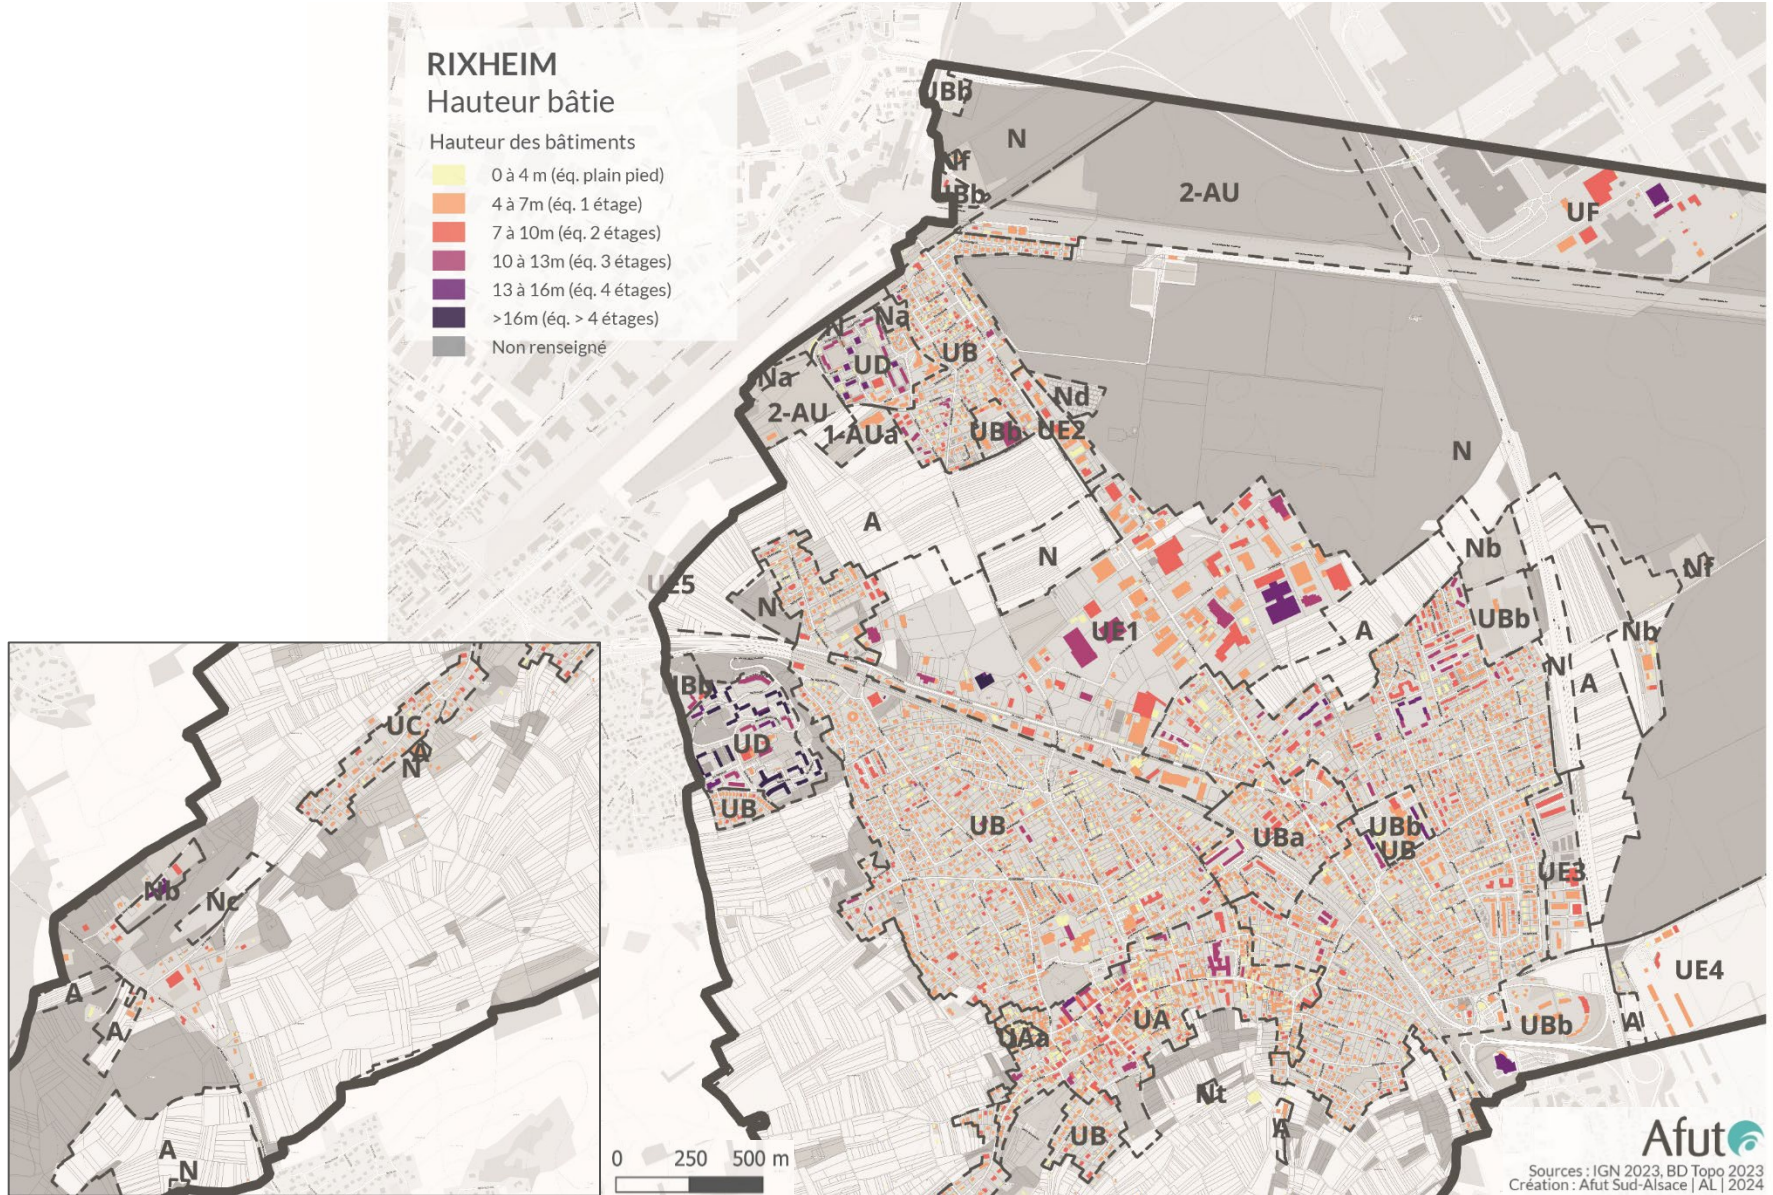 RIXHEIM
Hauteur bâtie
Hauteur des bâtiments
0 à 4 m (éq. plain pied)
4 à 7m (éq. 1 étage)
7 à 10m (éq. 2 étages)
10 à 13m (éq. 3 étages)
13 à 16m (éq. 4 étages)
>16m (éq. > 4 étages)
Non renseigné
UBb
N
Nf
UBb
2-AU
UF
Na
N
UB
UD
Na
Nd
2-AU
1-AUa
UBb
UE2
N
A
N
Nb
Nf
UE5
N
UE1
A
UBb
Nb
N
A
UBb
UD
UB
UB
UBa
UBb
UB
UE3
UE4
UA
UAa
UBb
A
Nt
UB
A
UC
A
N
Nb
Nc
A
A
A
N
0 250 500 m
Afut
Sources : IGN 2023, BD Topo 2023
Création : Afut Sud-Alsace | AL | 2024